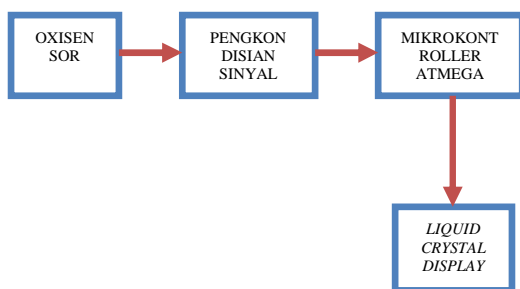 OXISEN
SOR
PENGKON
DISIAN
SINYAL
MIKROKONT
ROLLER
ATMEGA
LIQUID
CRYSTAL
DISPLAY